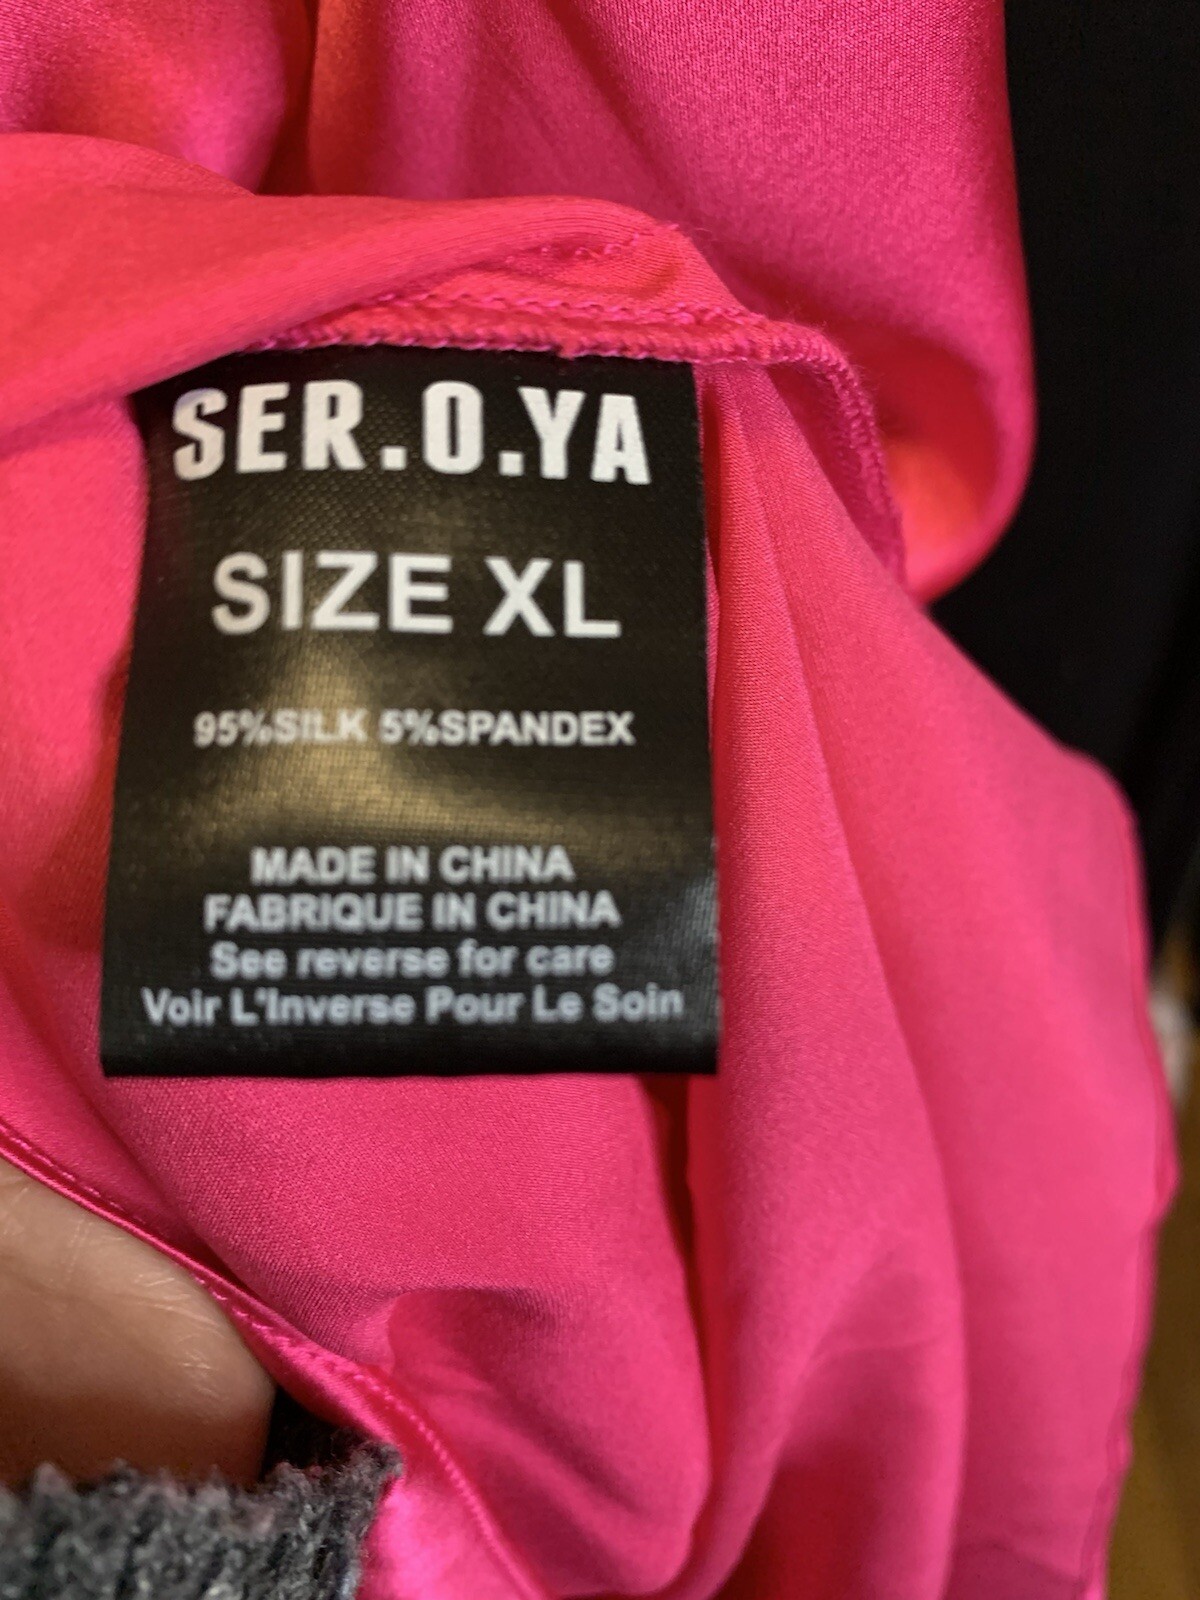 SER.O.YA
SIZE XL
95%SILK 5%SPANDEX
MADE IN CHINA
FABRIQUE IN CHINA
See reverse for care
Voir L'Inverse Pour Le Soin